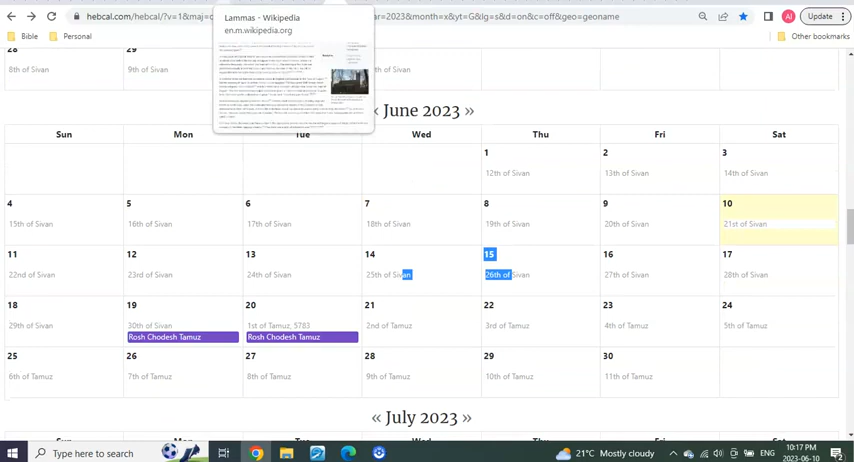 hebcal.com/hebcal/?v=1&maj=o
ar=2023&month=x&yt=G&lg=s&d=on&c=off&geo=geoname
AI
Update
Bible
Personal
Other bookmarks
Lammas - Wikipedia
en.m.wikipedia.org
28
29
8th of Sivan
9th of Sivan
of Sivan
« June 2023 »
Sun Mon Tue Wed Thu Fri Sat
1 2 3
12th of Sivan 13th of Sivan 14th of Sivan
4 5 6 7 8 9 10
15th of Sivan 16th of Sivan 17th of Sivan 18th of Sivan 19th of Sivan 20th of Sivan 21st of Sivan
11 12 13 14 15 16 17
22nd of Sivan 23rd of Sivan 24th of Sivan 25th of Sivan 26th of Sivan 27th of Sivan 28th of Sivan
18 19 20 21 22 23 24
29th of Sivan 30th of Sivan 1st of Tamuz, 5783 2nd of Tamuz 3rd of Tamuz 4th of Tamuz 5th of Tamuz
Rosh Chodesh Tamuz Rosh Chodesh Tamuz
25 26 27 28 29 30
6th of Tamuz 7th of Tamuz 8th of Tamuz 9th of Tamuz 10th of Tamuz 11th of Tamuz
« July 2023 »
Type here to search
21°C Mostly cloudy
ENG
10:17 PM
2023-06-10
2